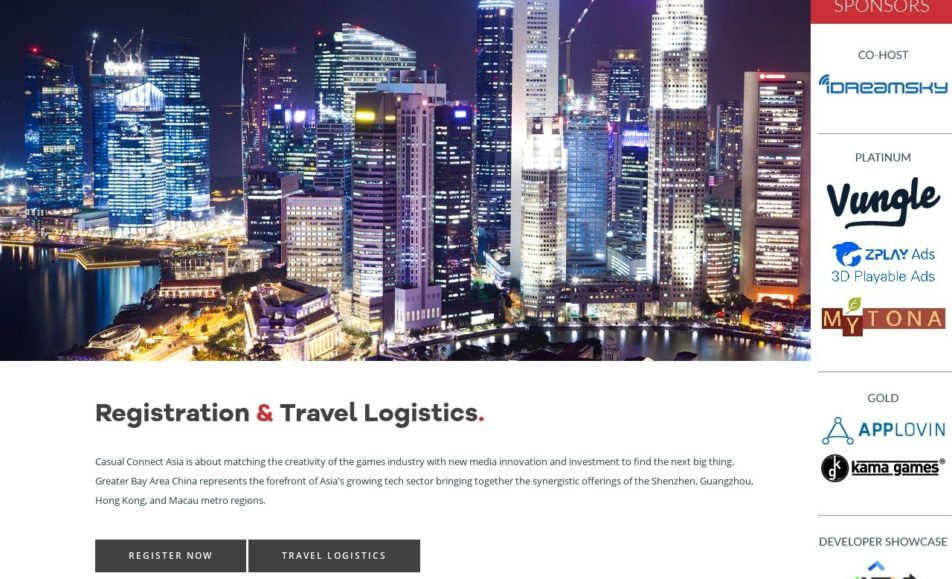 SPONSORS
CO-HOST
iDREAMSKY
PLATINUM
Vungle
ZPLAY Ads
3D Playable Ads
MYTONA
GOLD
APPLOVIN
kgk
kama games®
DEVELOPER SHOWCASE
Registration & Travel Logistics.
Casual Connect Asia is about matching the creativity of the games industry with new media innovation and investment to find the next big thing.
Greater Bay Area China represents the forefront of Asia's growing tech sector bringing together the synergistic offerings of the Shenzhen, Guangzhou,
Hong Kong, and Macau metro regions.
REGISTER NOW
TRAVEL LOGISTICS